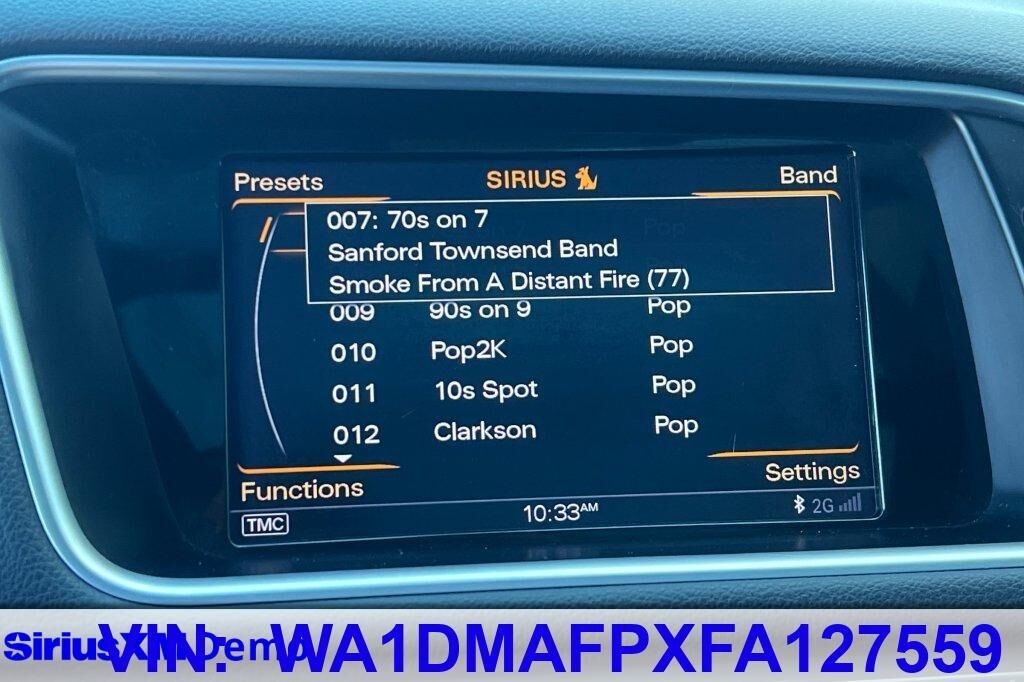 Presets SIRIUS Band
007: 70s on 7
Sanford Townsend Band
Smoke From A Distant Fire (77)
009 90s on 9 Pop
010 Pop2K Pop
011 10s Spot Pop
012 Clarkson Pop
Functions Settings
TMC 10:33AM 2G
SiriusXM Demo
VIN: WA1DMAFPXFA127559